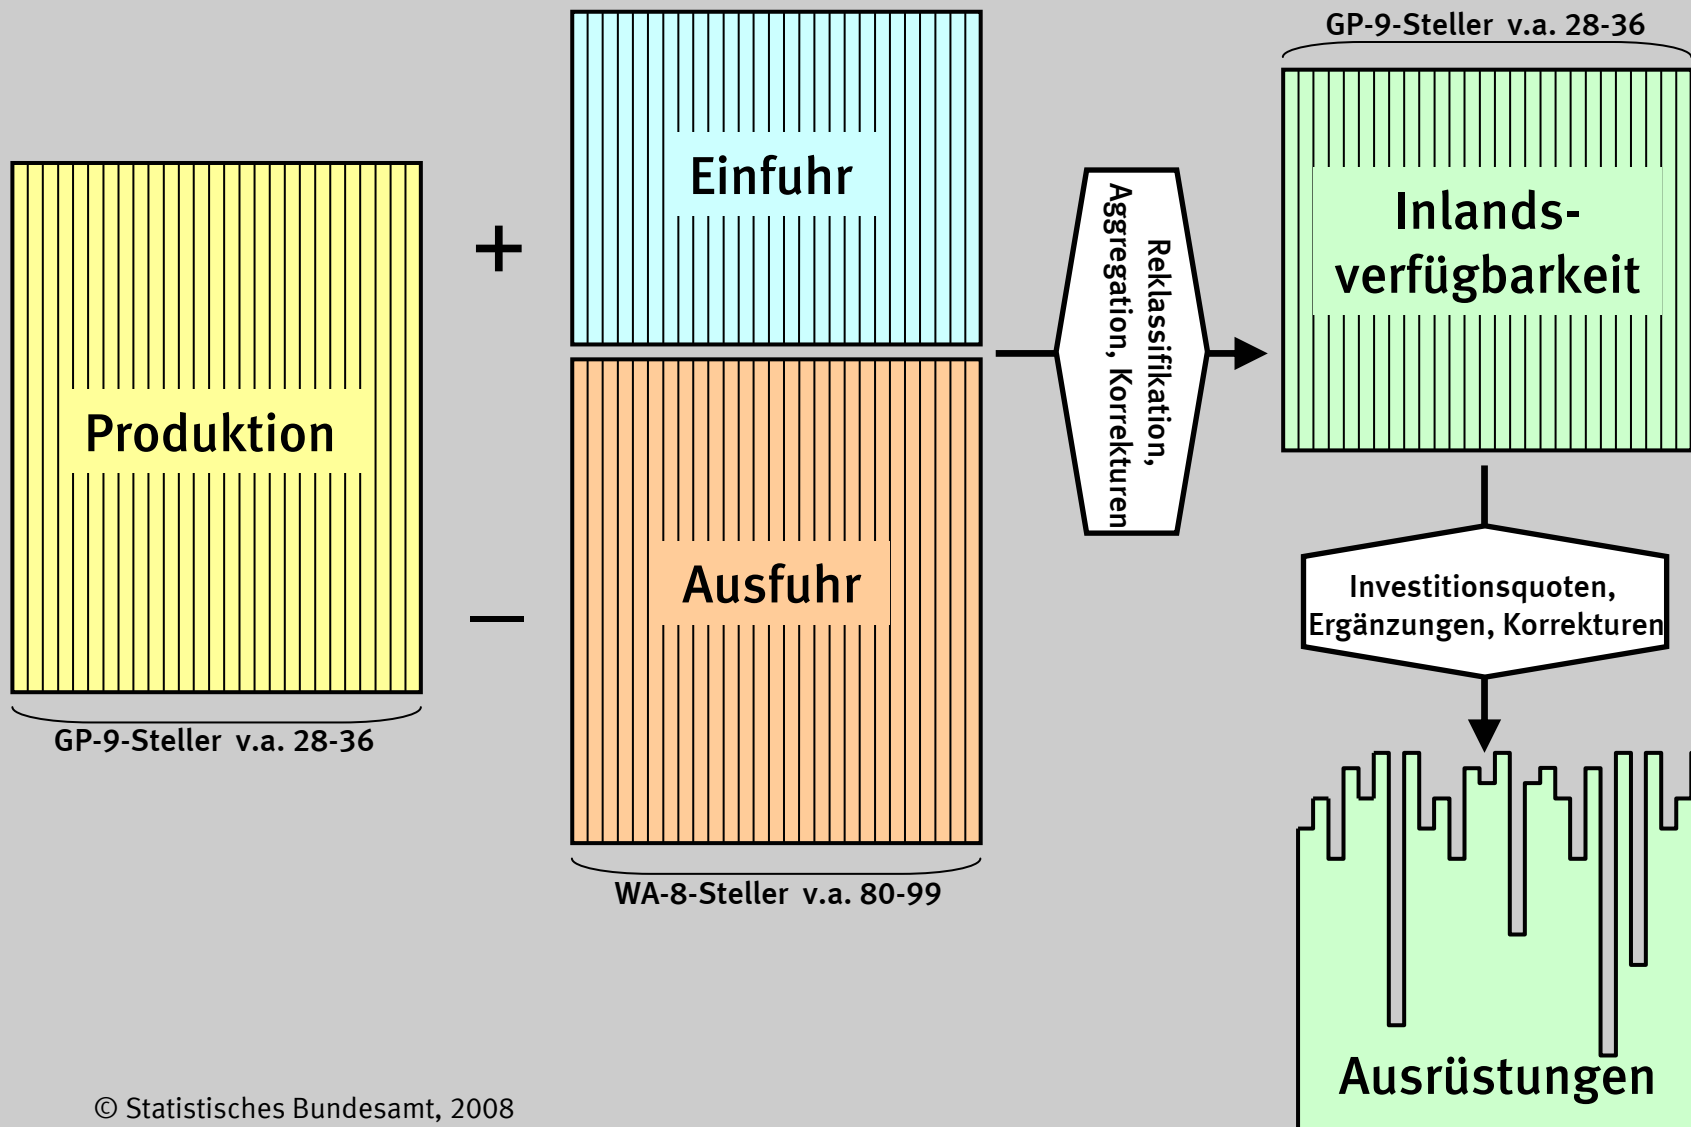 GP-9-Steller v.a. 28-36
Einfuhr
Inlands-
verfügbarkeit
+
Reklassifikation,
Aggregation, Korrekturen
Produktion
Ausfuhr
–
Investitionsquoten,
Ergänzungen, Korrekturen
GP-9-Steller v.a. 28-36
WA-8-Steller v.a. 80-99
Ausrüstungen
© Statistisches Bundesamt, 2008